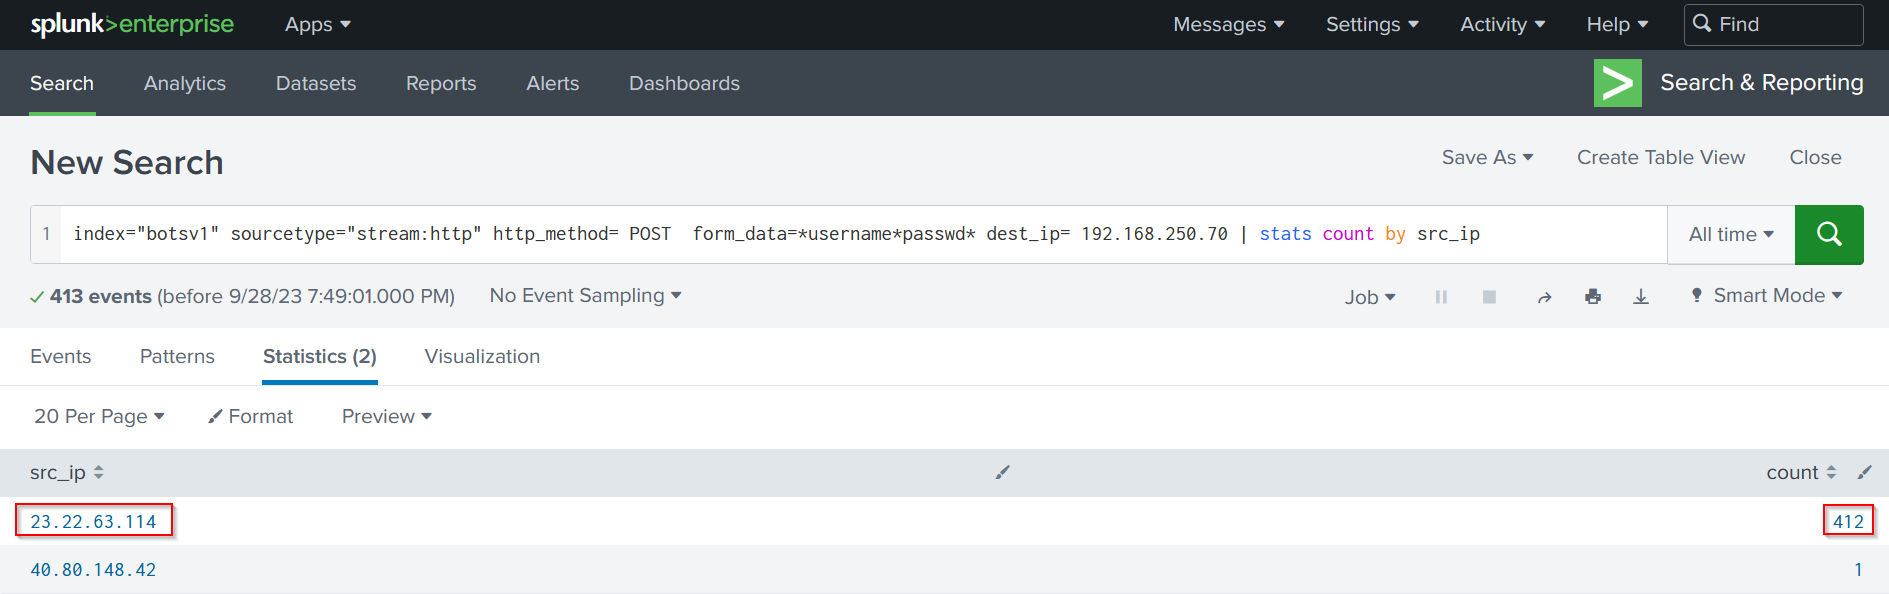 splunk>enterprise Apps Messages Settings Activity Help Find
Search Analytics Datasets Reports Alerts Dashboards Search & Reporting
New Search Save As Create Table View Close
1 index="botsv1" sourcetype="stream:http" http_method= POST  form_data=*username*passwd* dest_ip= 192.168.250.70 | stats count by src_ip All time
413 events (before 9/28/23 7:49:01.000 PM) No Event Sampling Job Smart Mode
Events Patterns Statistics (2) Visualization
20 Per Page Format Preview
src_ip count
23.22.63.114 412
40.80.148.42 1